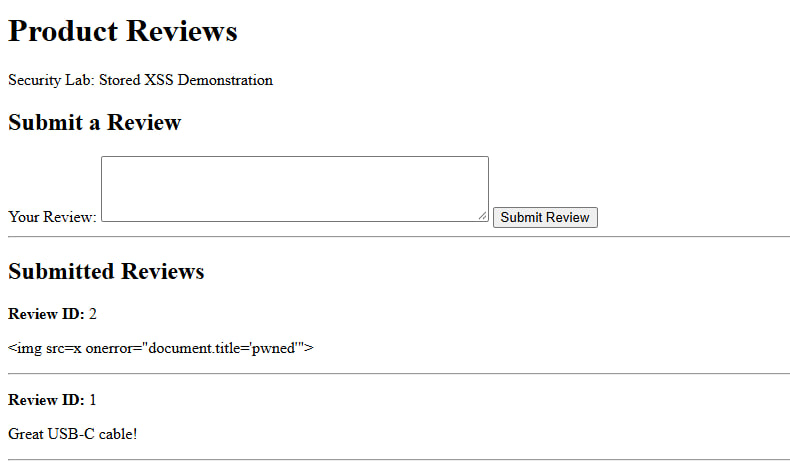 Product Reviews
Security Lab: Stored XSS Demonstration
Submit a Review
Your Review: Submit Review
Submitted Reviews
Review ID: 2
<img src=x onerror="document.title='pwned'">
Review ID: 1
Great USB-C cable!